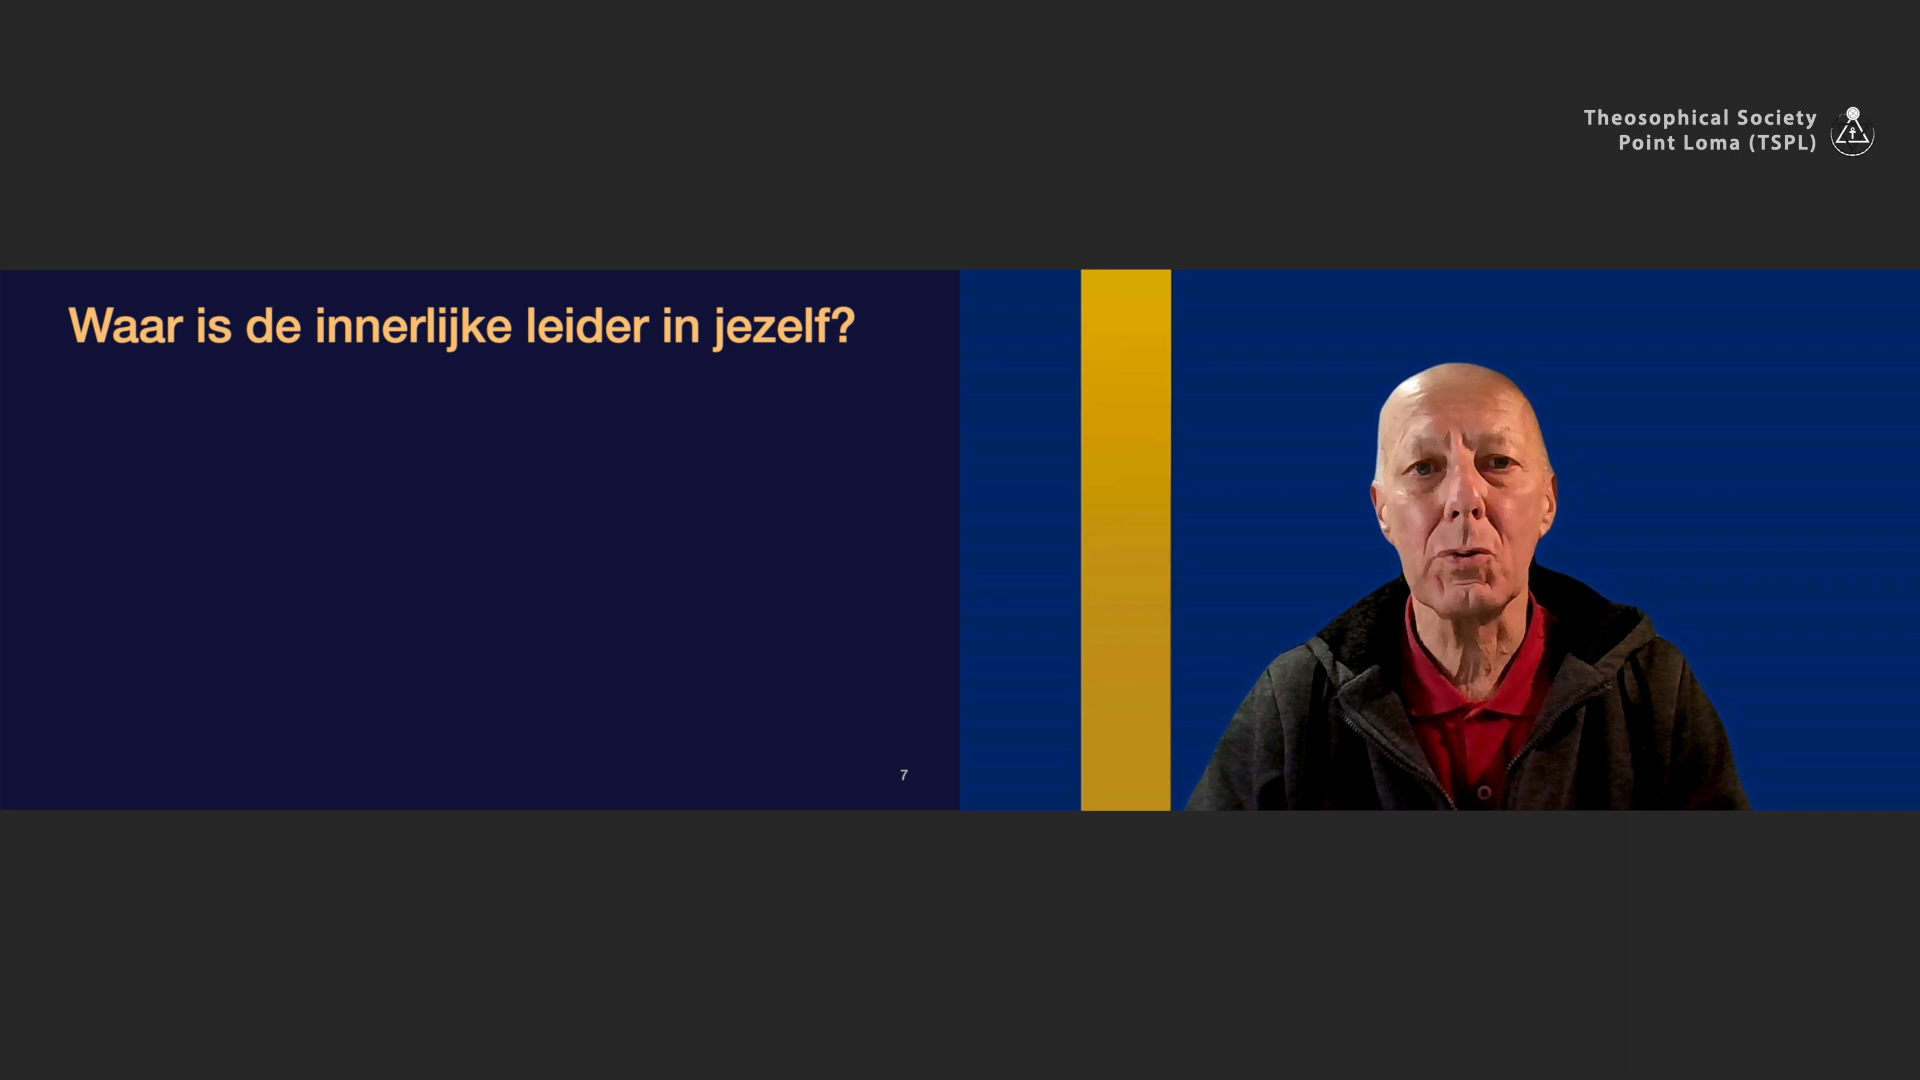 Theosophical Society
Point Loma (TSPL)
Waar is de innerlijke leider in jezelf?
7